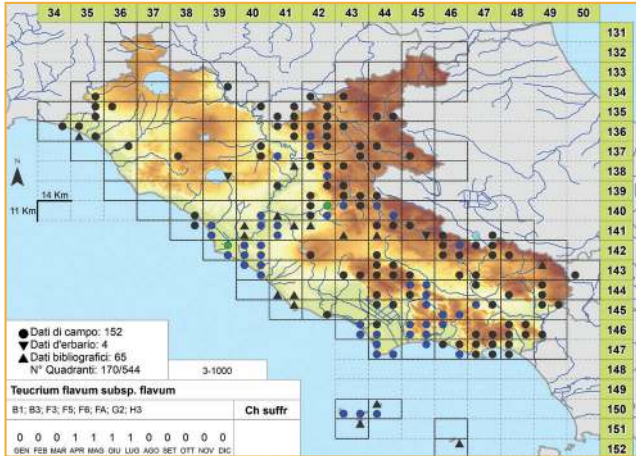 34 35 36 37 38 39 40 41 42 43 44 45 46 47 48 49 50
131
132
133
134
135
136
137
138
139
140
141
142
143
144
145
146
147
148
149
150
151
152
N
14 Km
11 Km
Dati di campo: 152
Dati d'erbario: 4
Dati bibliografici: 65
N° Quadranti: 170/544
3-1000
Teucrium flavum subsp. flavum
B1; B3; F3; F5; F6; FA; G2; H3
Ch suffr
0 0 0 0 1 1 1 1 0 0 0 0 0
GEN FEB MAR APR MAG GIU LUG AGO SET OTT NOV DIC